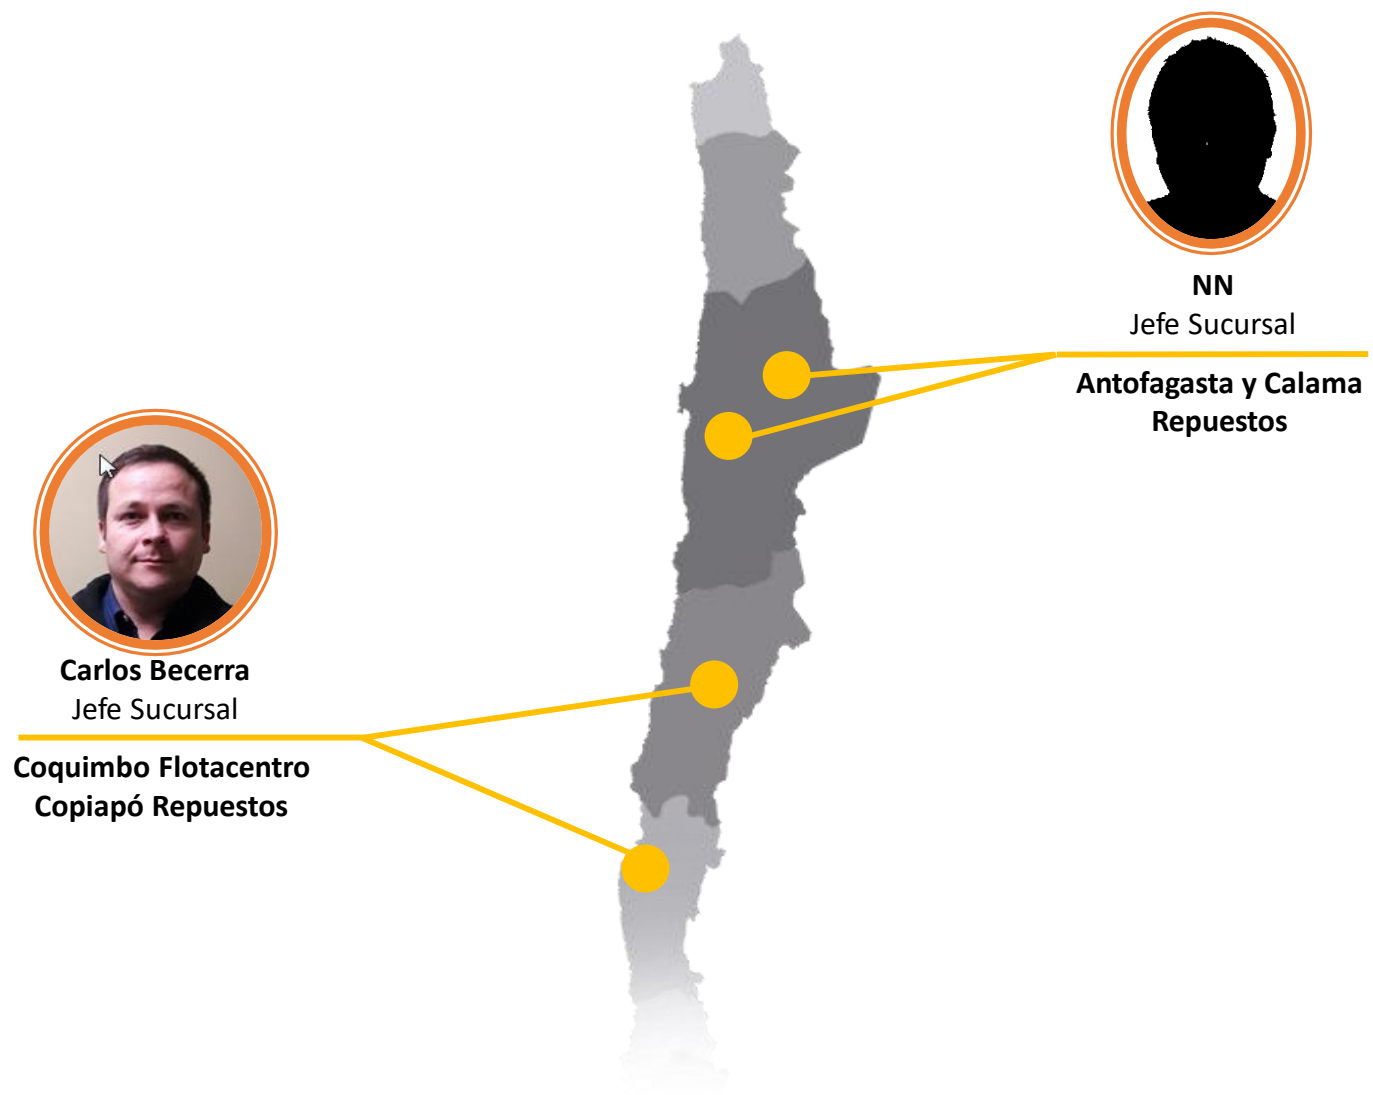 NN
Jefe Sucursal
Antofagasta y Calama
Repuestos
Carlos Becerra
Jefe Sucursal
Coquimbo Flotacentro
Copiapó Repuestos